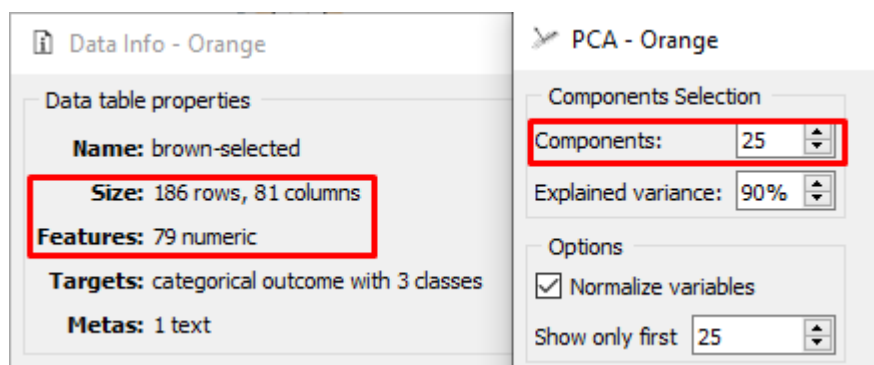 Data Info - Orange
Data table properties
Name: brown-selected
Size: 186 rows, 81 columns
Features: 79 numeric
Targets: categorical outcome with 3 classes
Metas: 1 text
PCA - Orange
Components Selection
Components: 25
Explained variance: 90%
Options
Normalize variables
Show only first 25